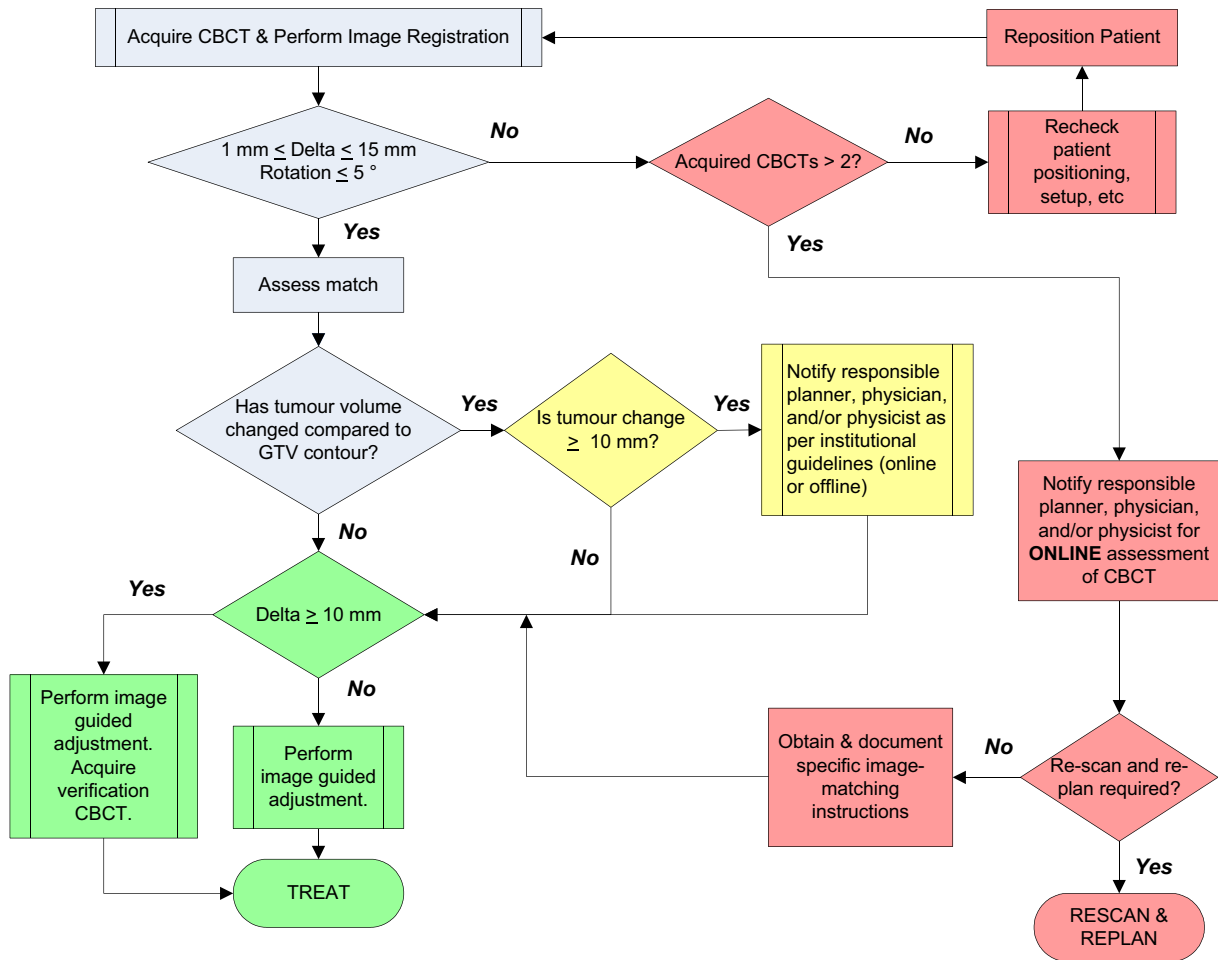 Acquire CBCT & Perform Image Registration
Reposition Patient
1 mm ≤ Delta ≤ 15 mm
Rotation ≤ 5 °
No
Acquired CBCTs > 2?
No
Recheck
patient
positioning,
setup, etc
Yes
Yes
Assess match
Has tumour volume
changed compared to
GTV contour?
Yes
Is tumour change
≥ 10 mm?
Yes
Notify responsible
planner, physician,
and/or physicist as
per institutional
guidelines (online
or offline)
Notify responsible
planner, physician,
and/or physicist for
ONLINE assessment
of CBCT
No
No
Yes
Delta ≥ 10 mm
No
Perform image
guided
adjustment.
Acquire
verification
CBCT.
Perform
image guided
adjustment.
Obtain & document
specific image-
matching
instructions
No
Re-scan and re-
plan required?
Yes
TREAT
RESCAN &
REPLAN